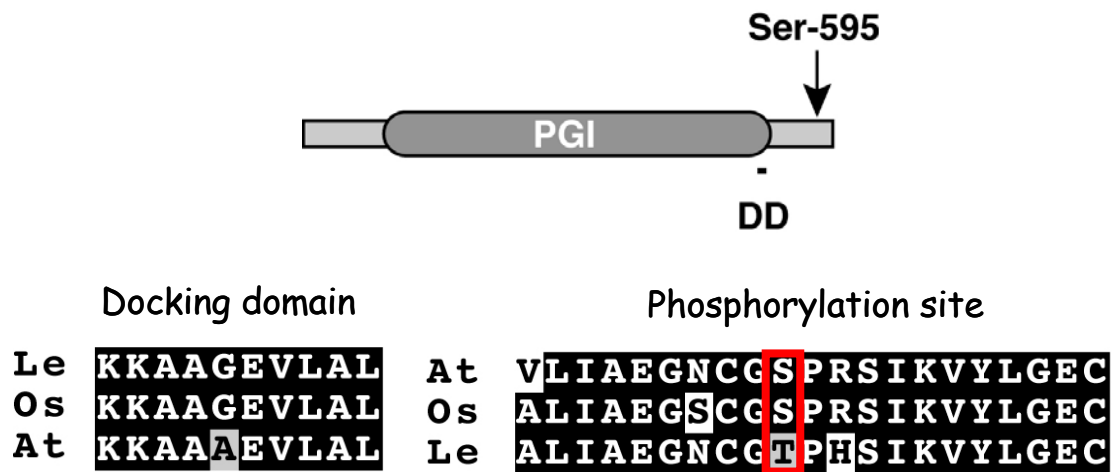 Ser-595
PGI
DD
Docking domain
Le KKAAGEVLAL
Os KKAAGEVLAL
At KKAAAEVLAL
Phosphorylation site
At VLIAEGNCGSPRSIKVYLGEC
Os ALIAEGSCGSPRSIKVYLGEC
Le ALIAEGNCGTPHSIKVYLGEC